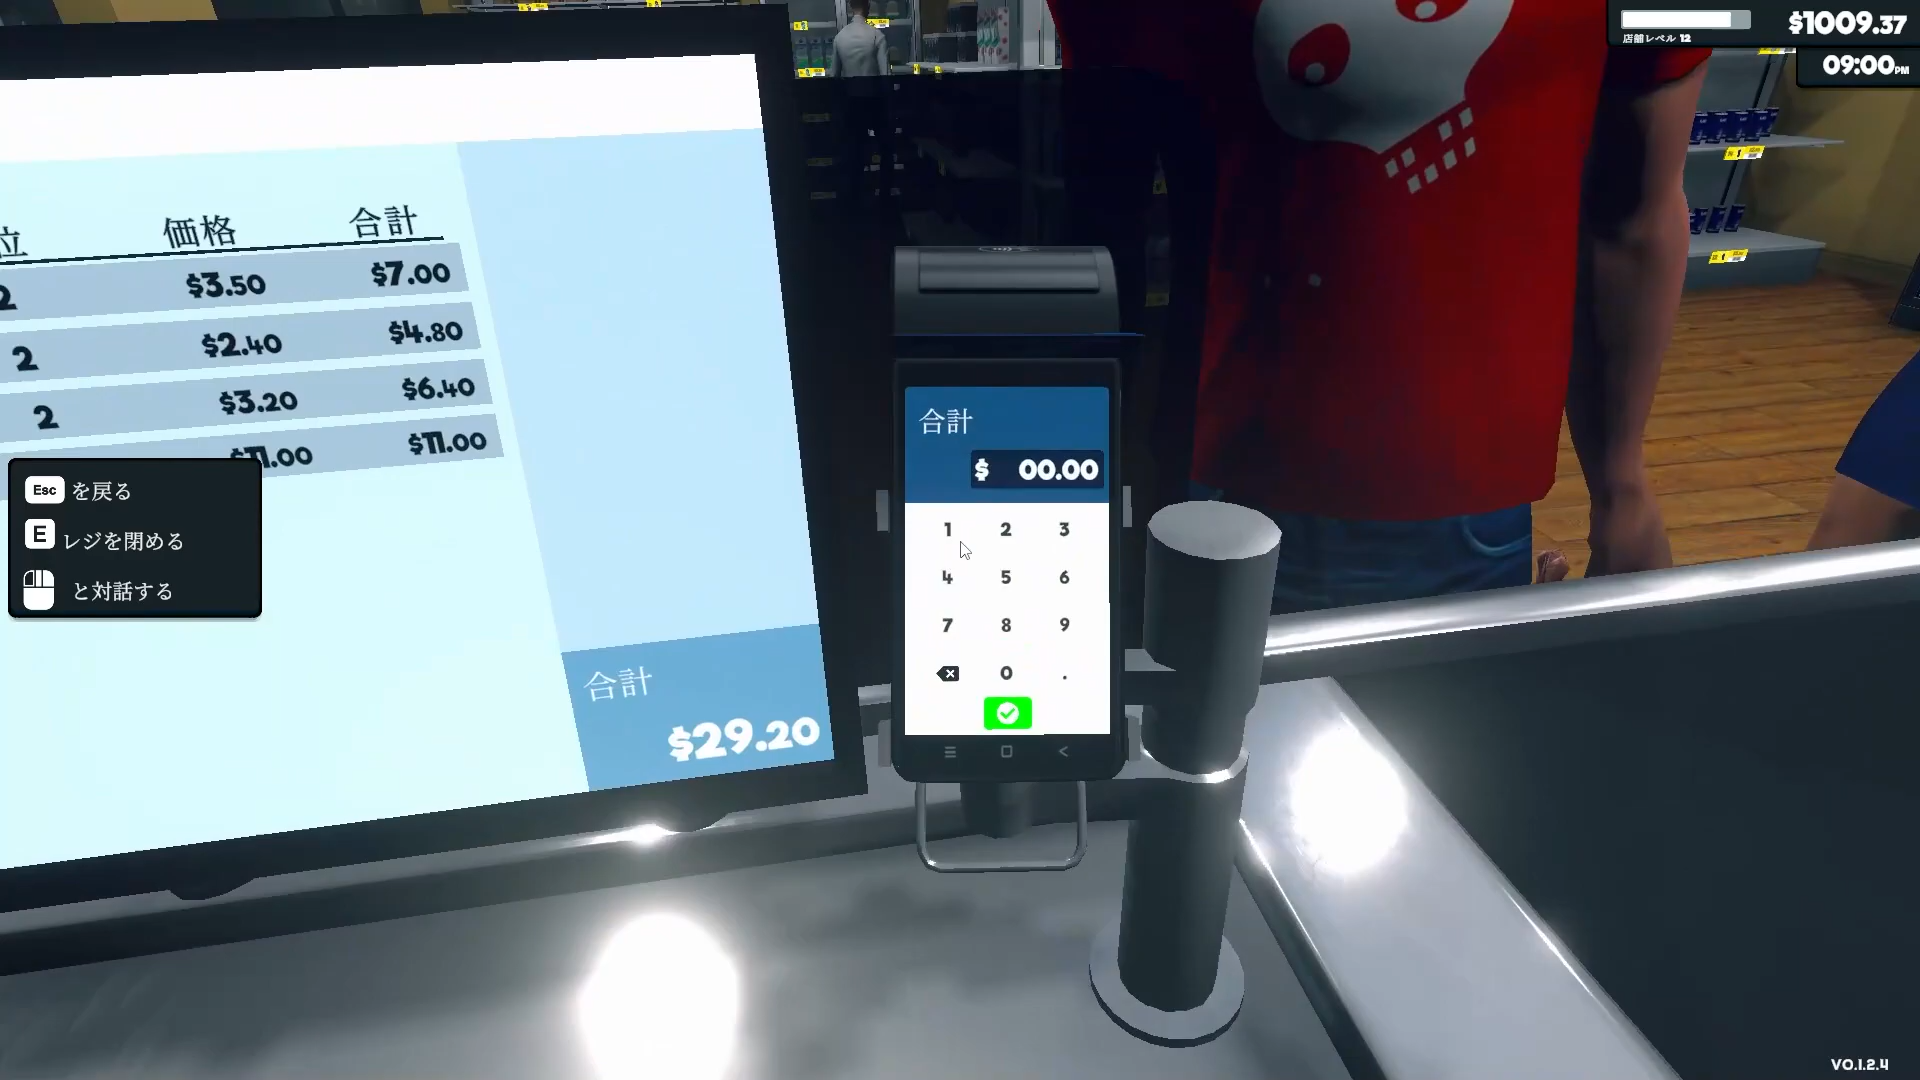 $1009.37
店舗レベル 12
09:00PM
位 価格 合計
2 $3.50 $7.00
2 $2.40 $4.80
2 $3.20 $6.40
$11.00 $11.00
Esc を戻る
E レジを閉める
と対話する
合計
$29.20
合計
$ 00.00
1 2 3
4 5 6
7 8 9
0 .
V0.1.2.4